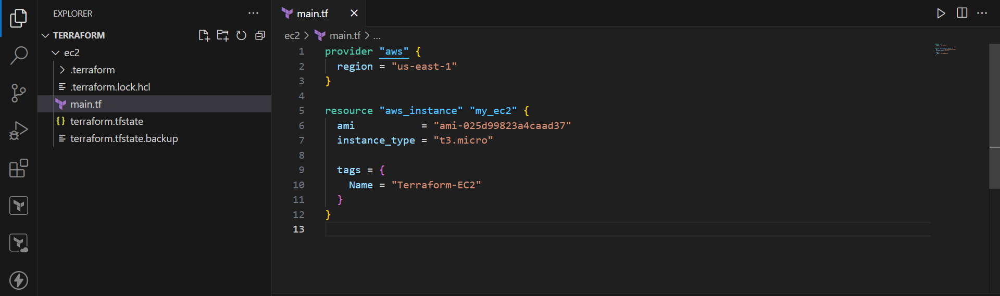 EXPLORER
TERRAFORM
ec2
.terraform
.terraform.lock.hcl
main.tf
{} terraform.tfstate
terraform.tfstate.backup
main.tf
ec2 > main.tf > ...
1 provider "aws" {
2   region = "us-east-1"
3 }
4
5 resource "aws_instance" "my_ec2" {
6   ami           = "ami-025d99823a4caad37"
7   instance_type = "t3.micro"
8
9   tags = {
10     Name = "Terraform-EC2"
11   }
12 }
13